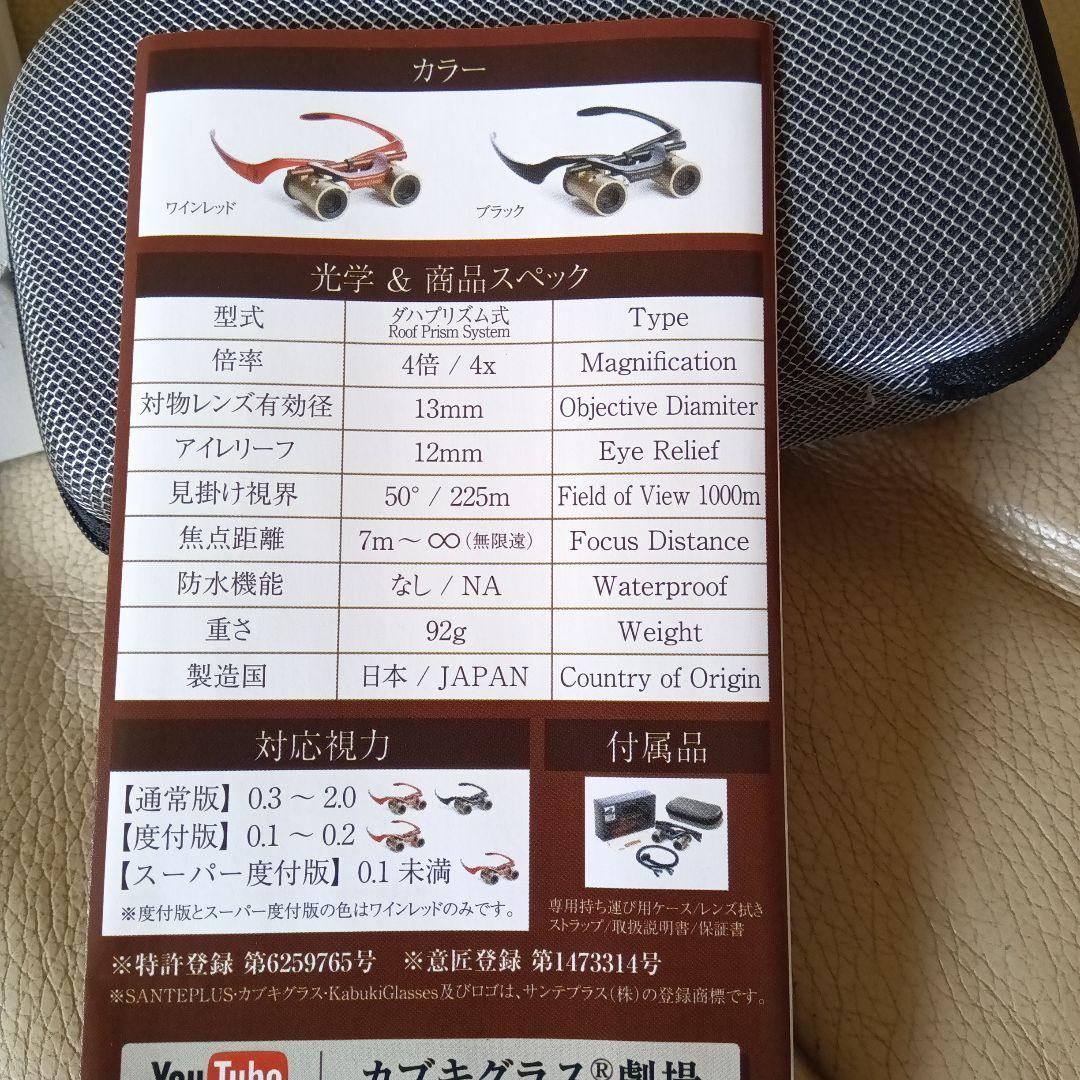 カラー
ワインレッド
ブラック
光学 & 商品スペック
型式 ダハプリズム式 Roof Prism System Type
倍率 4倍 / 4x Magnification
対物レンズ有効径 13mm Objective Diamiter
アイレリーフ 12mm Eye Relief
見掛け視界 50° / 225m Field of View 1000m
焦点距離 7m～∞(無限遠) Focus Distance
防水機能 なし / NA Waterproof
重さ 92g Weight
製造国 日本 / JAPAN Country of Origin
対応視力
【通常版】 0.3 ～ 2.0
【度付版】 0.1 ～ 0.2
【スーパー度付版】 0.1 未満
※度付版とスーパー度付版の色はワインレッドのみです。
付属品
専用持ち運び用ケース/レンズ拭き
ストラップ/取扱説明書/保証書
※特許登録 第6259765号 ※意匠登録 第1473314号
※SANTEPLUS・カブキグラス・KabukiGlasses及びロゴは、サンテプラス(株)の登録商標です。
YouTube カブキグラス®劇場